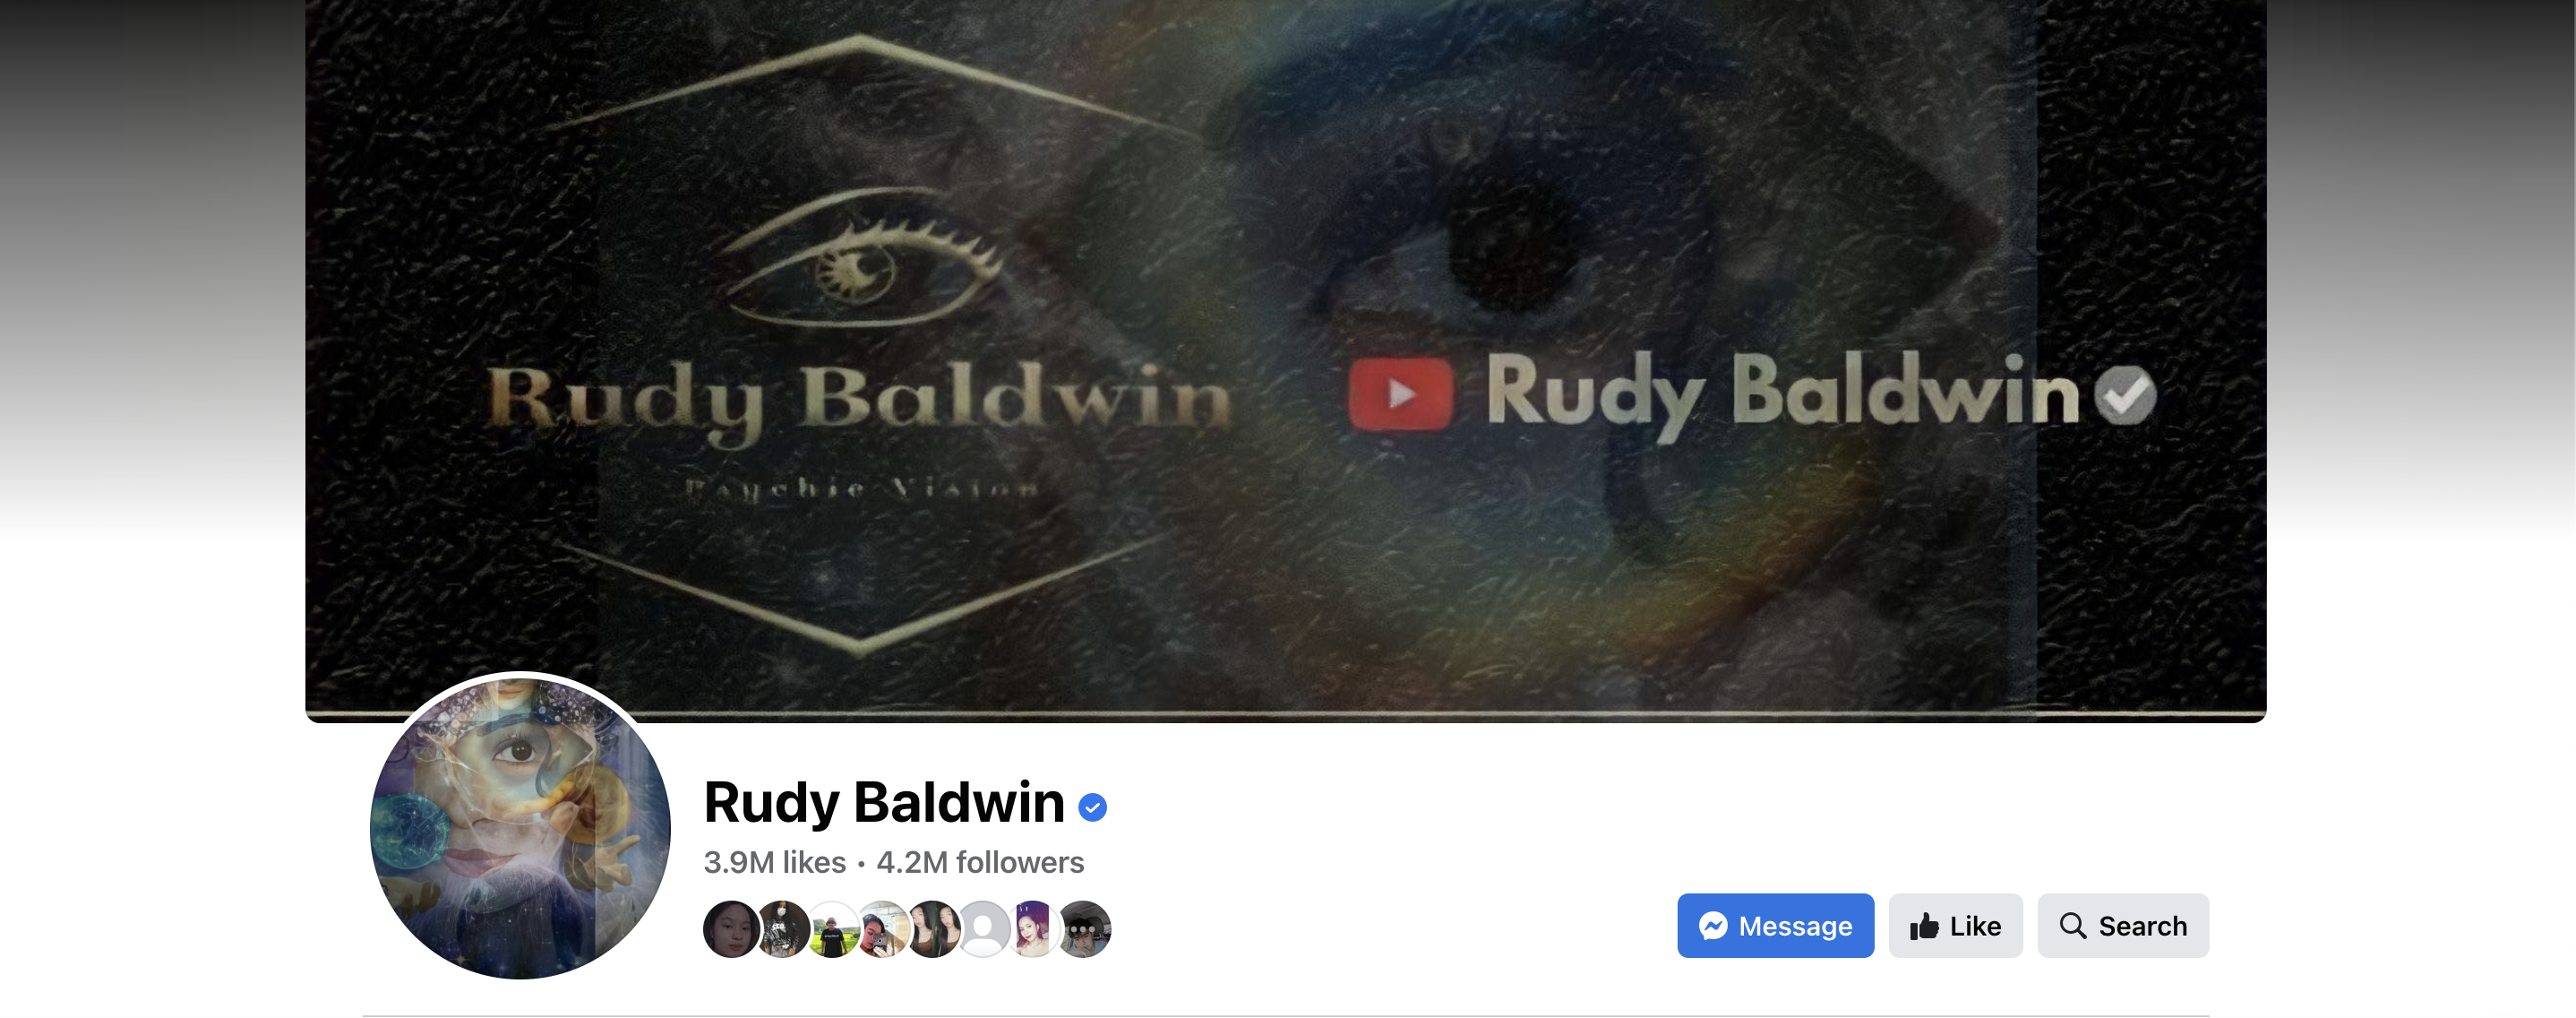 Rudy Baldwin
Psychic Vision
Rudy Baldwin
Rudy Baldwin
3.9M likes · 4.2M followers
Message
Like
Search